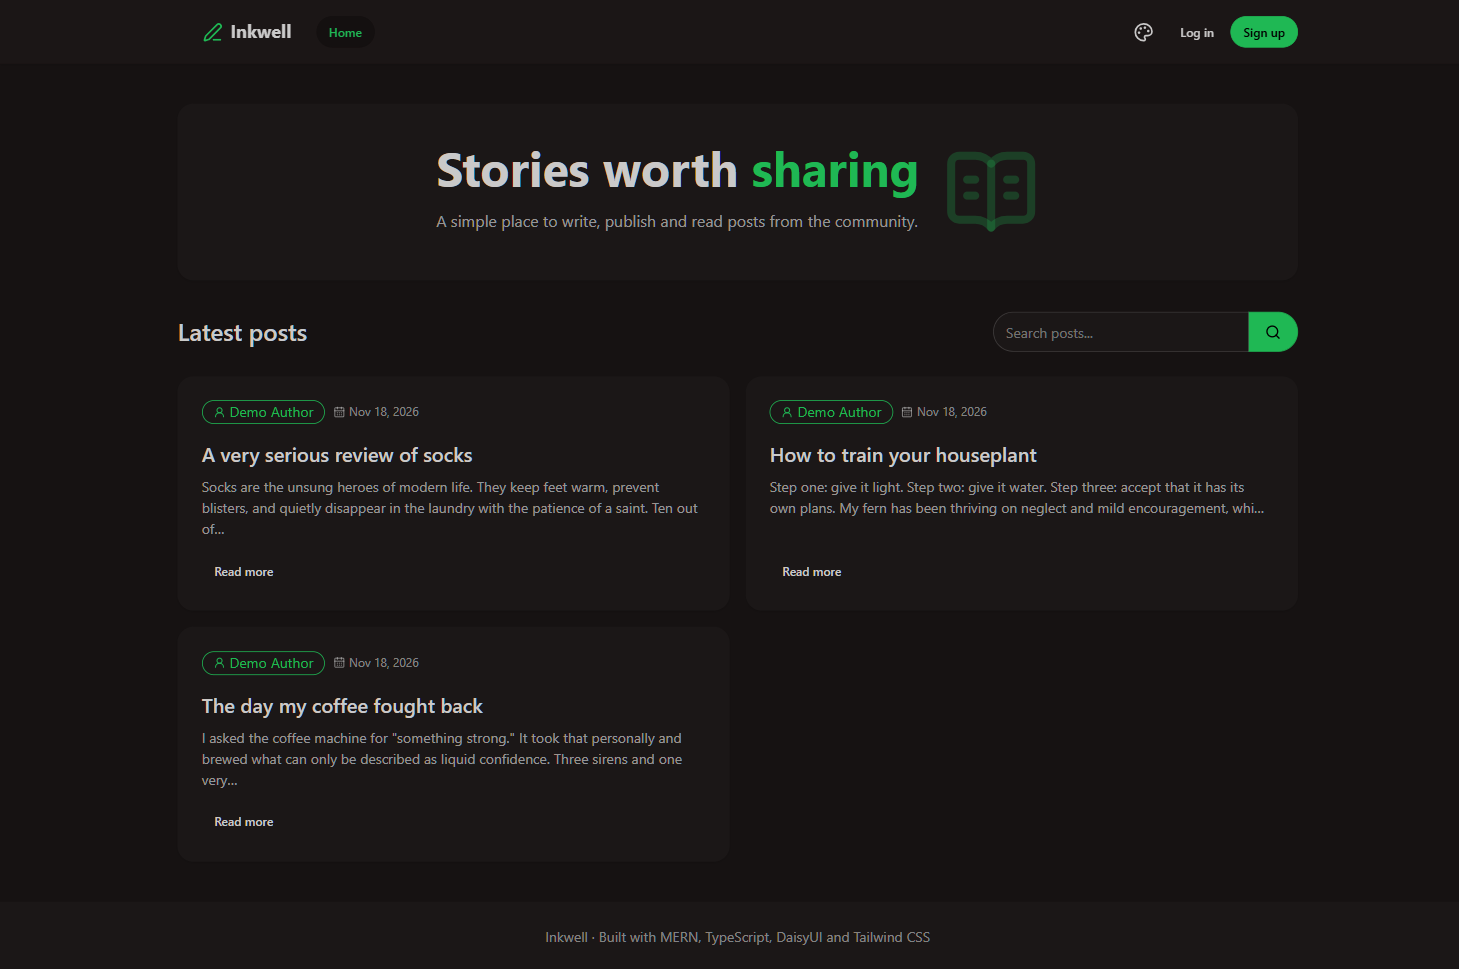 Inkwell
Home
Log in
Sign up
Stories worth sharing
A simple place to write, publish and read posts from the community.
Latest posts
Search posts...
Demo Author
Nov 18, 2026
A very serious review of socks
Socks are the unsung heroes of modern life. They keep feet warm, prevent
blisters, and quietly disappear in the laundry with the patience of a saint. Ten out
of...
Read more
Demo Author
Nov 18, 2026
How to train your houseplant
Step one: give it light. Step two: give it water. Step three: accept that it has its
own plans. My fern has been thriving on neglect and mild encouragement, whi...
Read more
Demo Author
Nov 18, 2026
The day my coffee fought back
I asked the coffee machine for "something strong." It took that personally and
brewed what can only be described as liquid confidence. Three sirens and one
very...
Read more
Inkwell · Built with MERN, TypeScript, DaisyUI and Tailwind CSS